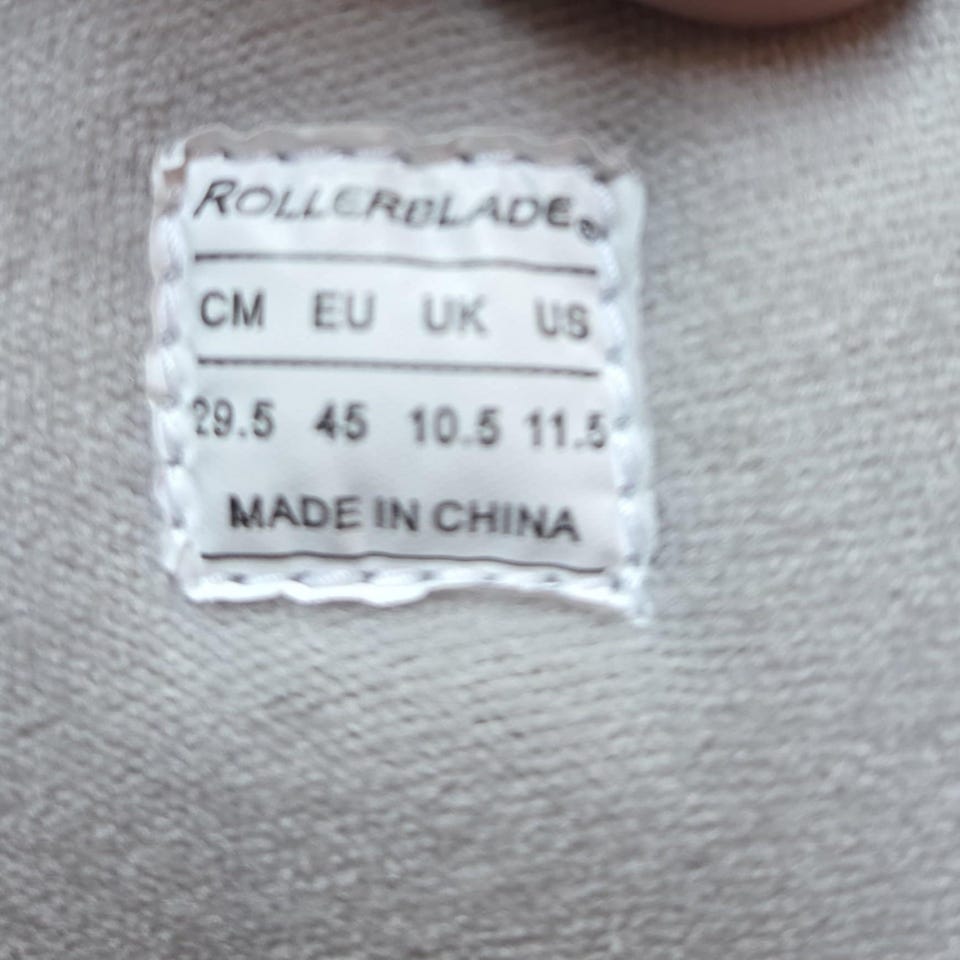 ROLLERBLADE®
CM EU UK US
29.5 45 10.5 11.5
MADE IN CHINA